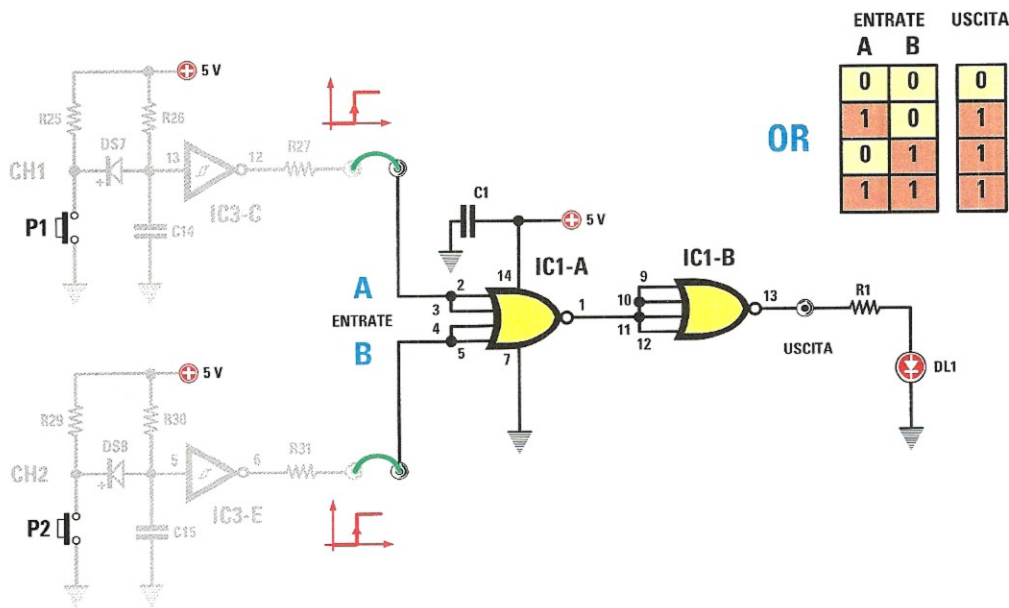 ENTRATE USCITA
A B
0 0 0
1 0 1
OR
0 1 1
1 1 1
5 V
R25
R26
DS7
CH1
13
12
R27
IC3-C
P1
C14
C1
5 V
14
IC1-A
IC1-B
A
2
3
ENTRATE
4
B
5
7
1
9
10
11
12
13
USCITA
R1
DL1
5 V
R29
R30
DS8
CH2
5
6
R31
IC3-E
P2
C15